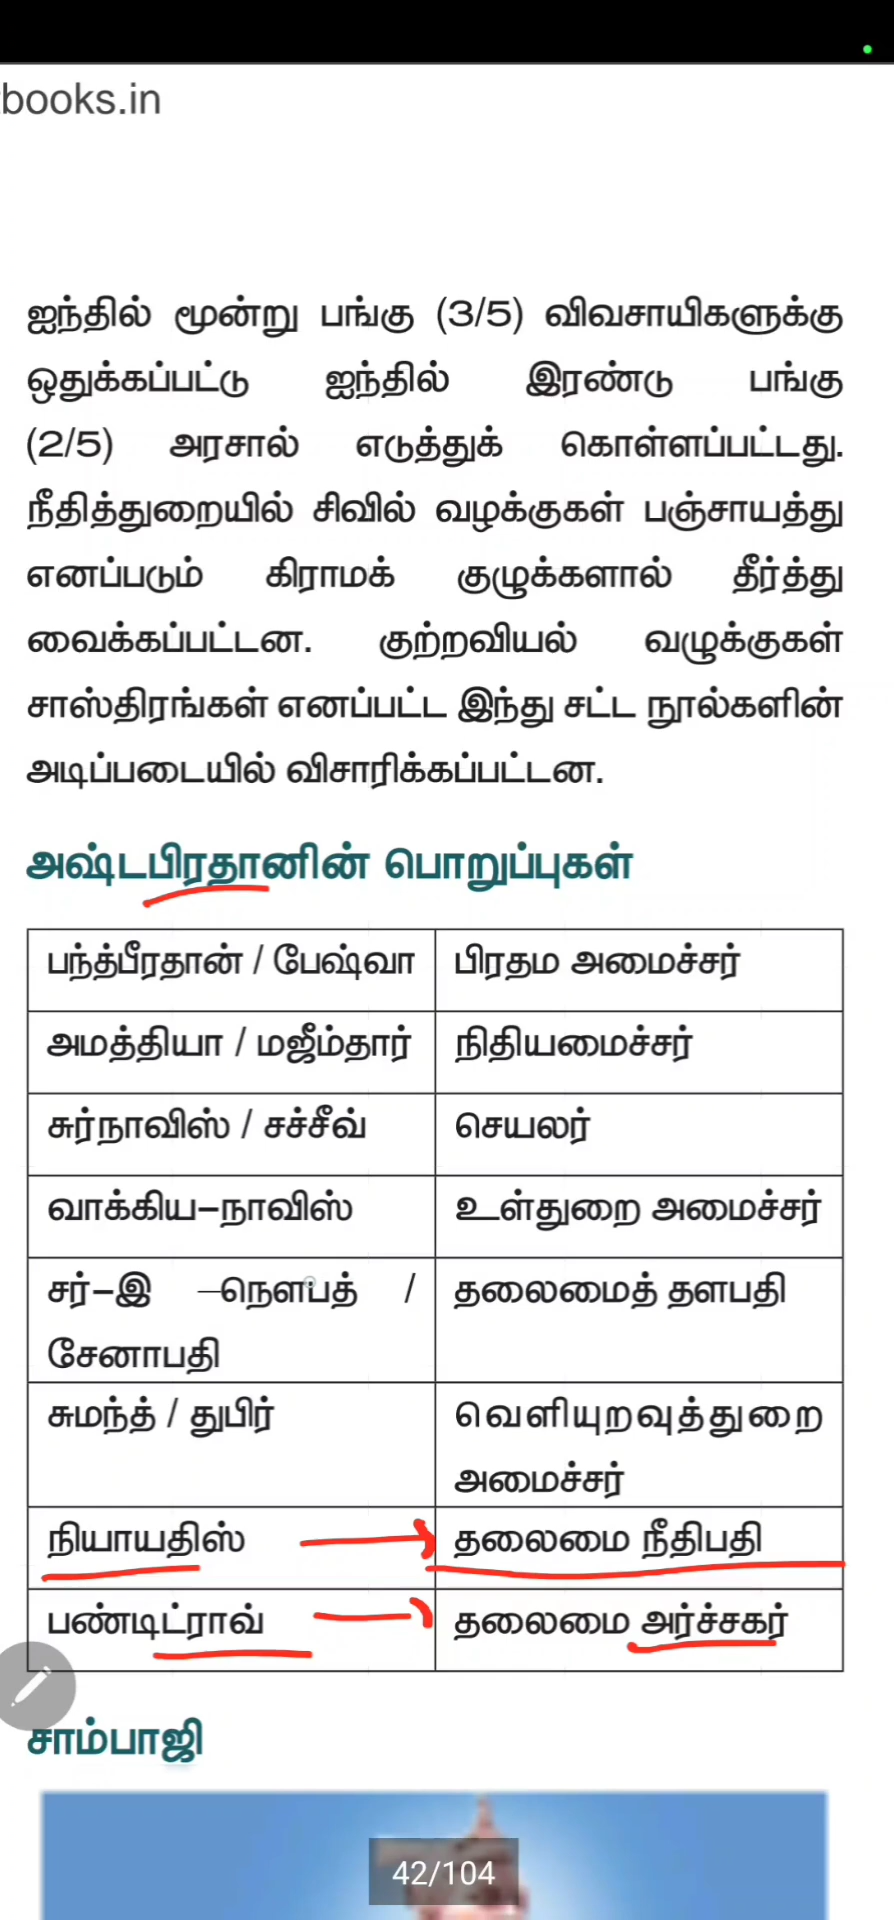 books.in
ஐந்தில் மூன்று பங்கு (3/5) விவசாயிகளுக்கு
ஒதுக்கப்பட்டு ஐந்தில் இரண்டு பங்கு
(2/5) அரசால் எடுத்துக் கொள்ளப்பட்டது.
நீதித்துறையில் சிவில் வழக்குகள் பஞ்சாயத்து
எனப்படும் கிராமக் குழுக்களால் தீர்த்து
வைக்கப்பட்டன. குற்றவியல் வழுக்குகள்
சாஸ்திரங்கள் எனப்பட்ட இந்து சட்ட நூல்களின்
அடிப்படையில் விசாரிக்கப்பட்டன.
அஷ்டபிரதானின் பொறுப்புகள்
பந்த்பீரதான் / பேஷ்வா பிரதம அமைச்சர்
அமத்தியா / மஜீம்தார் நிதியமைச்சர்
சுர்நாவிஸ் / சச்சீவ் செயலர்
வாக்கிய–நாவிஸ் உள்துறை அமைச்சர்
சர்–இ –நௌபத் / தலைமைத் தளபதி
சேனாபதி
சுமந்த் / துபிர் வெளியுறவுத்துறை
அமைச்சர்
நியாயதிஸ் தலைமை நீதிபதி
பண்டிட்ராவ் தலைமை அர்ச்சகர்
சாம்பாஜி
42/104